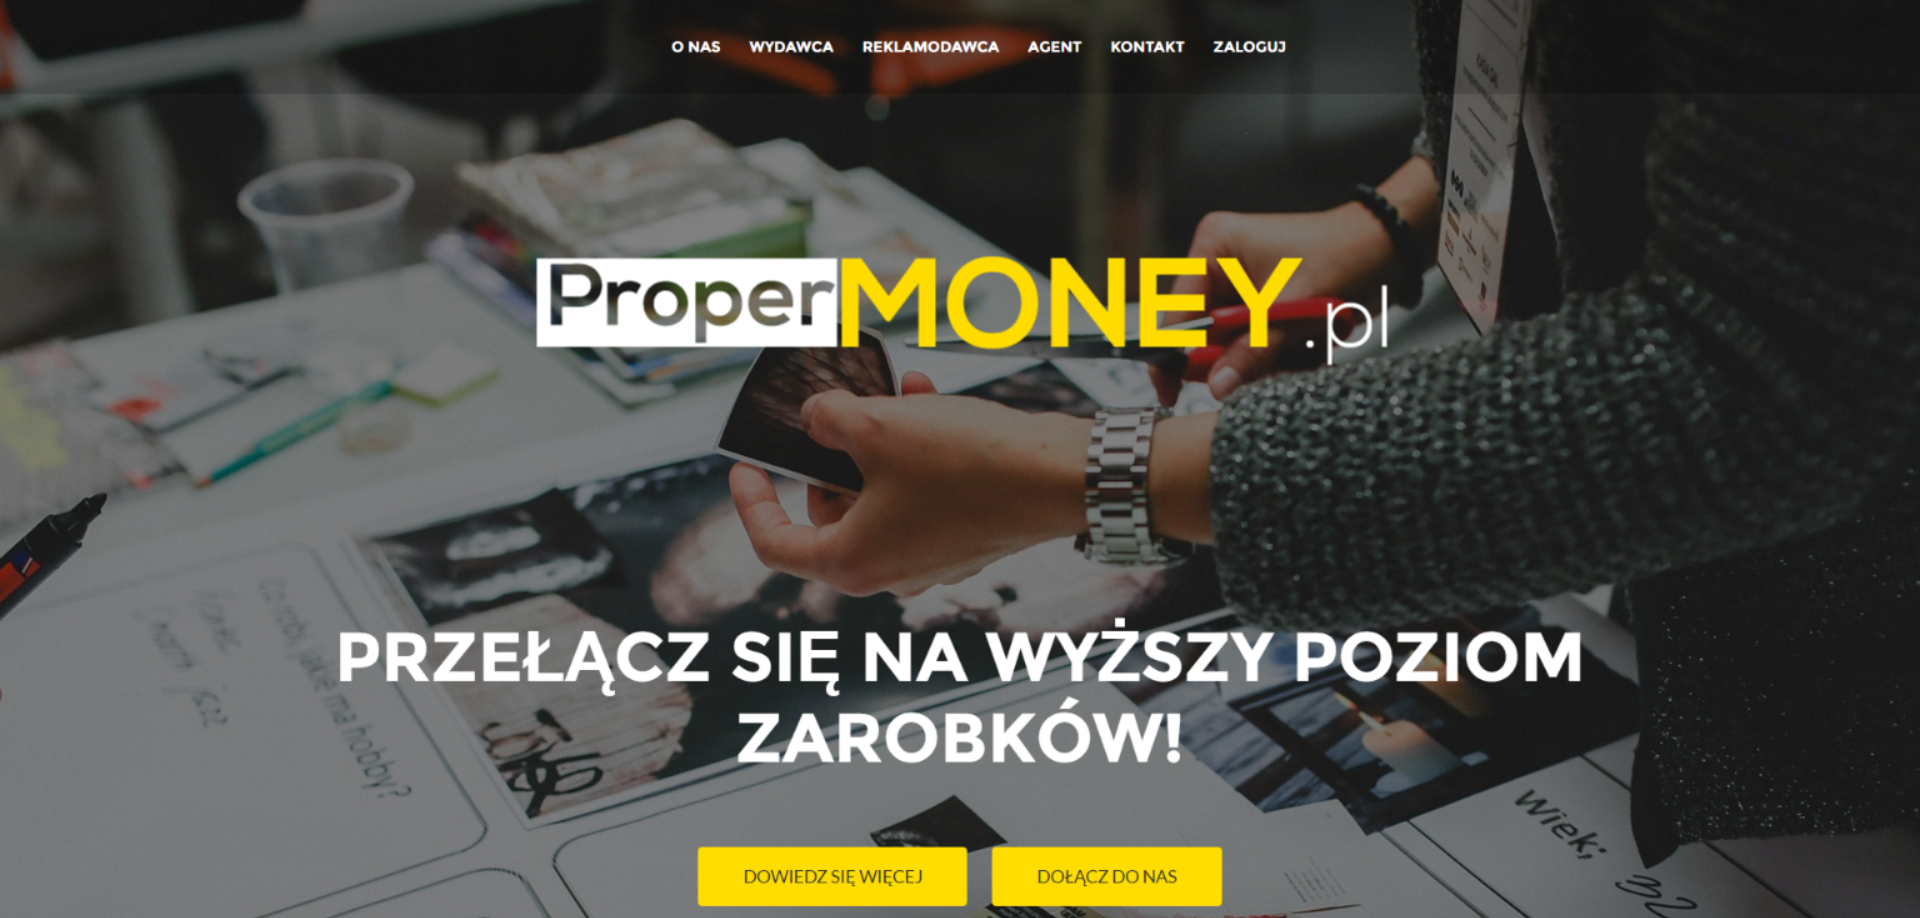 O NAS WYDAWCA REKLAMODAWCA AGENT KONTAKT ZALOGUJ
ProperMONEY.pl
PRZEŁĄCZ SIĘ NA WYŻSZY POZIOM
ZAROBKÓW!
Co robi, jakie ma hobby?
Wiek:
32
DOWIEDZ SIĘ WIĘCEJ DOŁĄCZ DO NAS